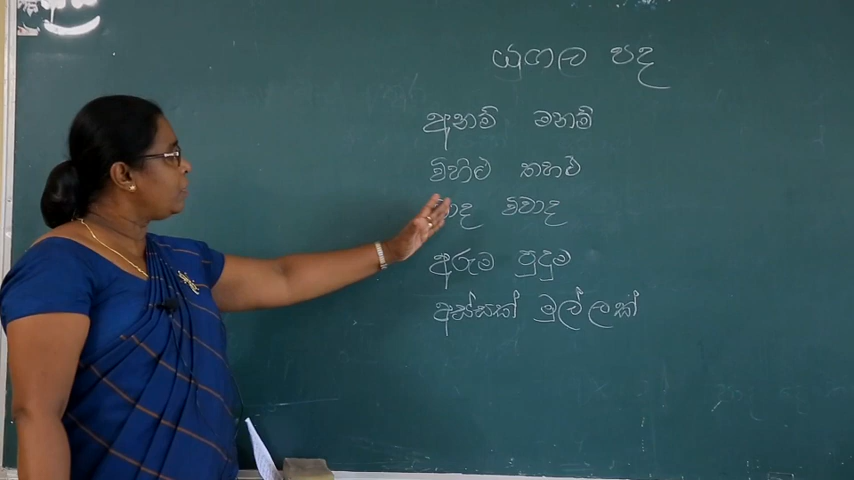 යුගල පද
අනම් මනම්
විහිළු තහළු
විවාද
අරුම පුදුම
අස්සක් මුල්ලක්